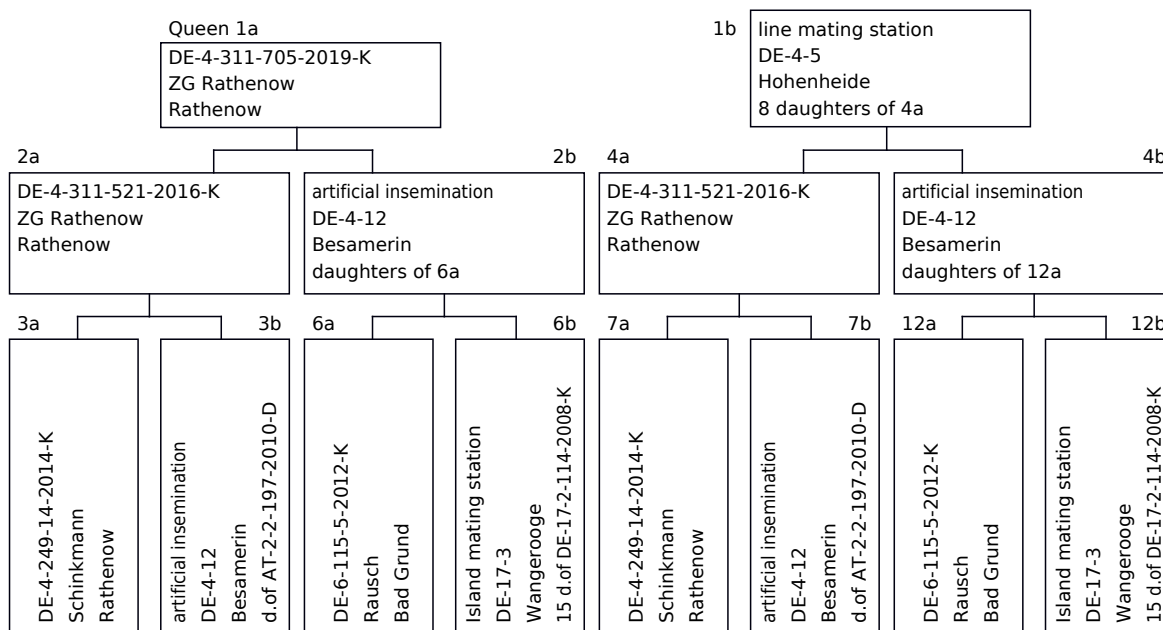 Queen 1a
DE-4-311-705-2019-K
ZG Rathenow
Rathenow
1b
line mating station
DE-4-5
Hohenheide
8 daughters of 4a
2a
DE-4-311-521-2016-K
ZG Rathenow
Rathenow
2b
artificial insemination
DE-4-12
Besamerin
daughters of 6a
4a
DE-4-311-521-2016-K
ZG Rathenow
Rathenow
4b
artificial insemination
DE-4-12
Besamerin
daughters of 12a
3a
DE-4-249-14-2014-K
Schinkmann
Rathenow
3b
artificial insemination
DE-4-12
Besamerin
d.of AT-2-2-197-2010-D
6a
DE-6-115-5-2012-K
Rausch
Bad Grund
6b
Island mating station
DE-17-3
Wangerooge
15 d.of DE-17-2-114-2008-K
7a
DE-4-249-14-2014-K
Schinkmann
Rathenow
7b
artificial insemination
DE-4-12
Besamerin
d.of AT-2-2-197-2010-D
12a
DE-6-115-5-2012-K
Rausch
Bad Grund
12b
Island mating station
DE-17-3
Wangerooge
15 d.of DE-17-2-114-2008-K